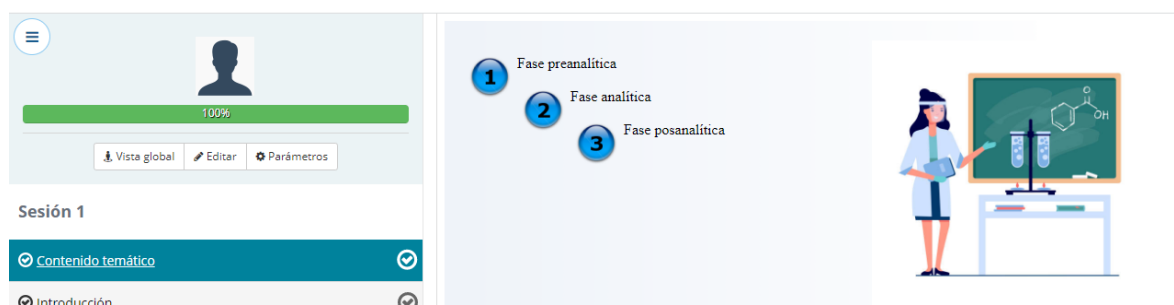 100%
Vista global
Editar
Parámetros
Sesión 1
Contenido temático
Introducción
1 Fase preanalítica
2 Fase analítica
3 Fase posanalítica
O
OH